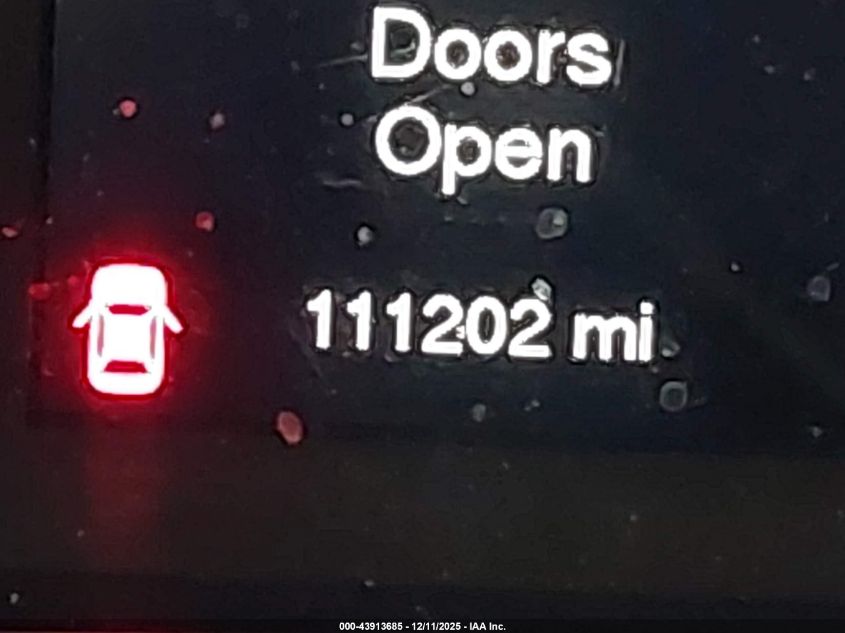 Doors
Open
111202 mi
000-43913685 - 12/11/2025 - IAA Inc.